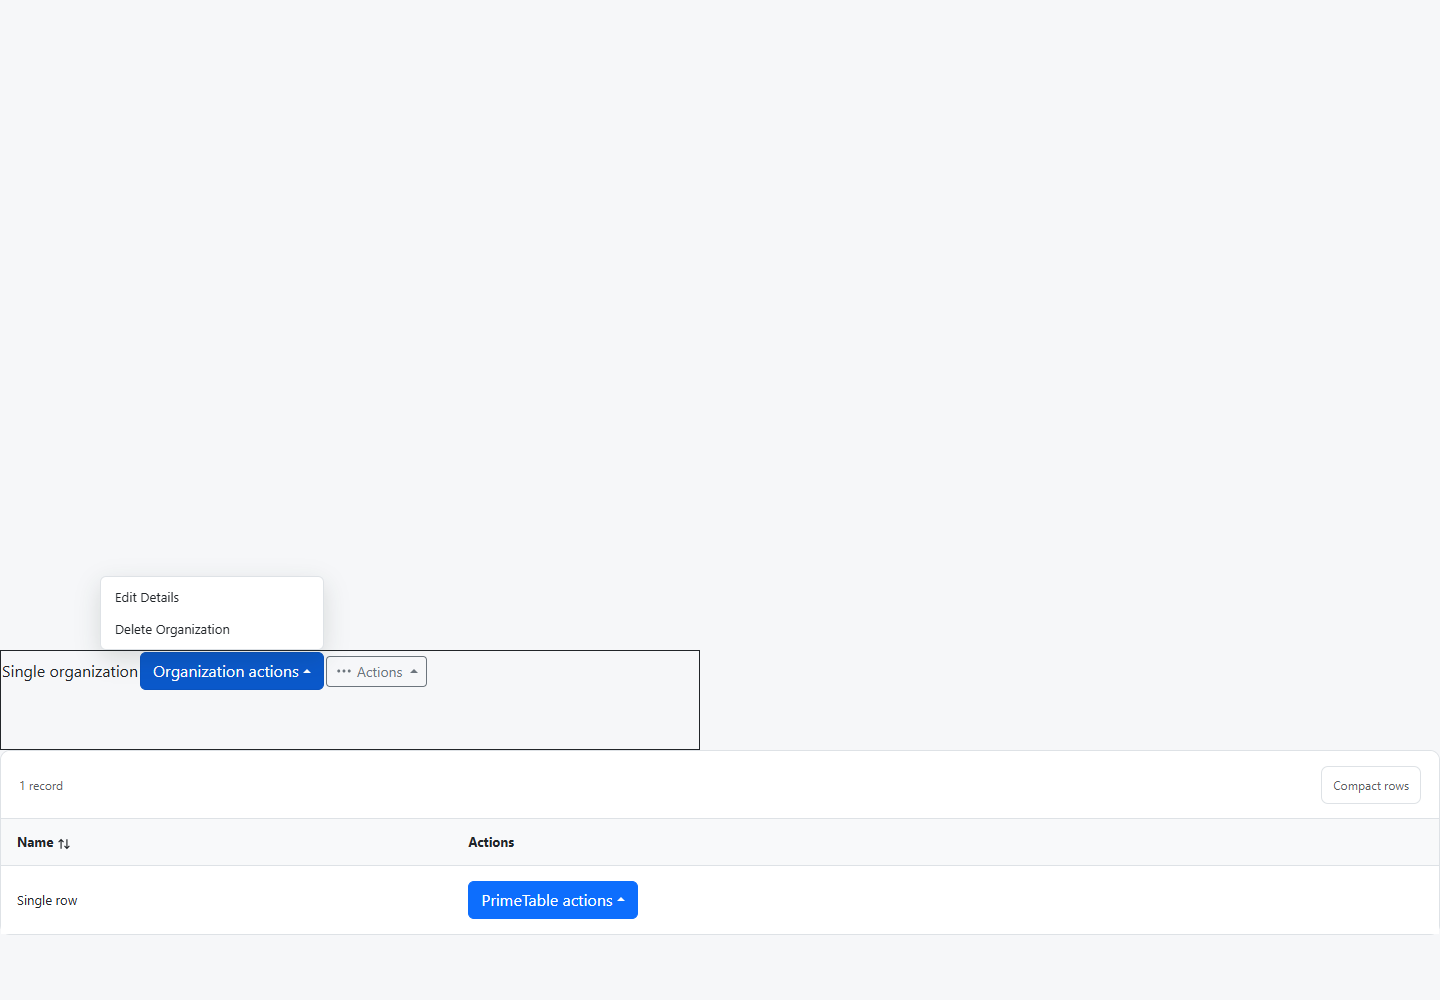 Edit Details
Delete Organization
Single organization Organization actions ··· Actions
1 record Compact rows
Name Actions
Single row PrimeTable actions